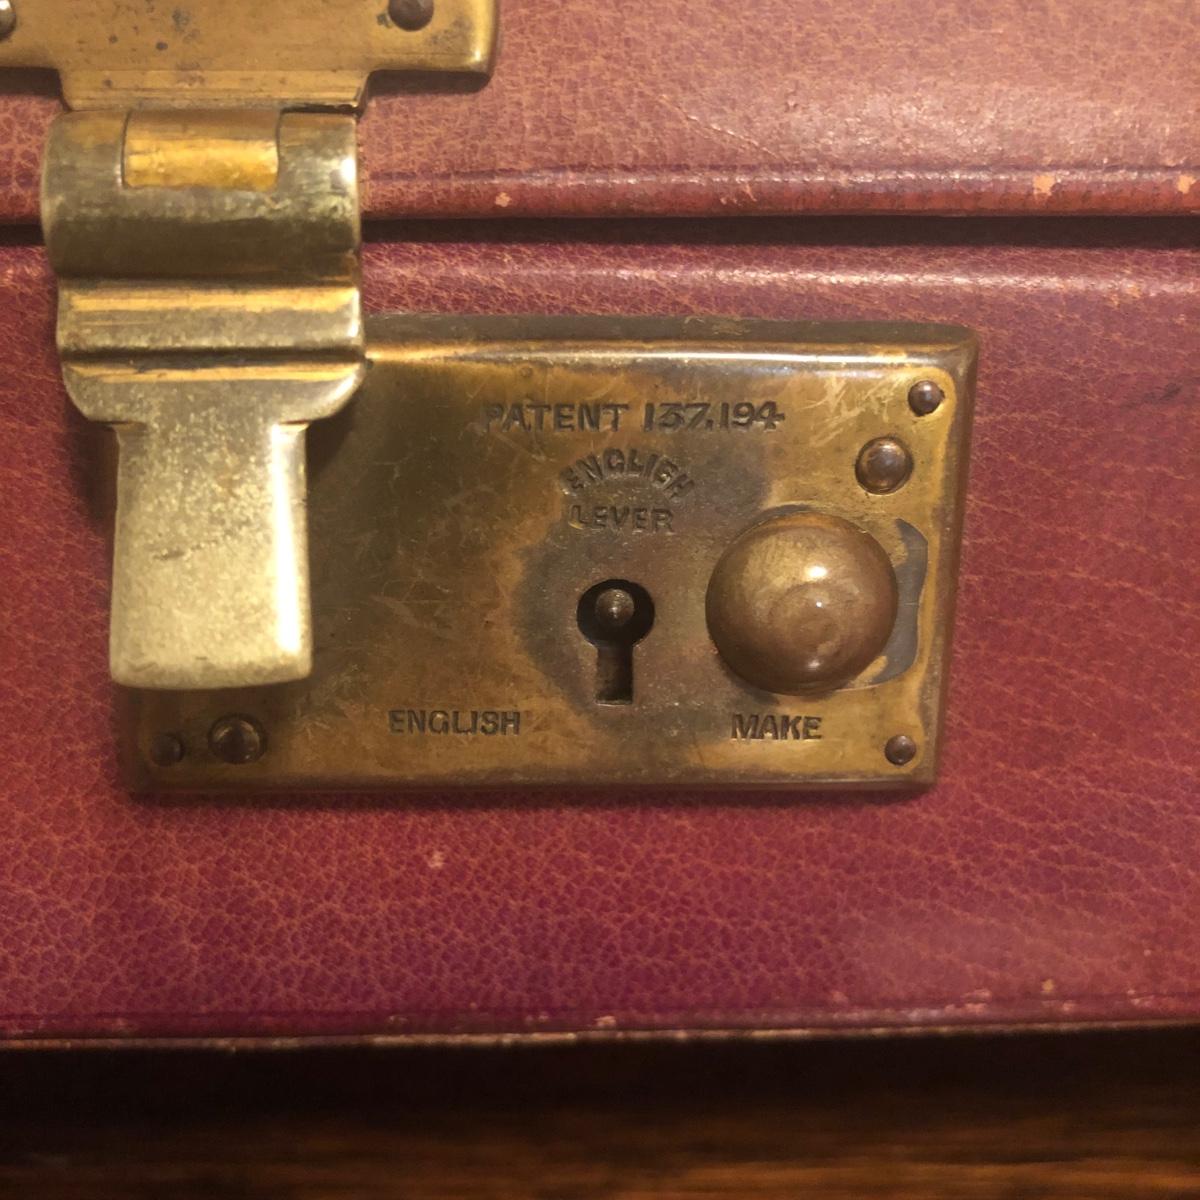 PATENT 137.194
ENGLISH
LEVER
ENGLISH MAKE